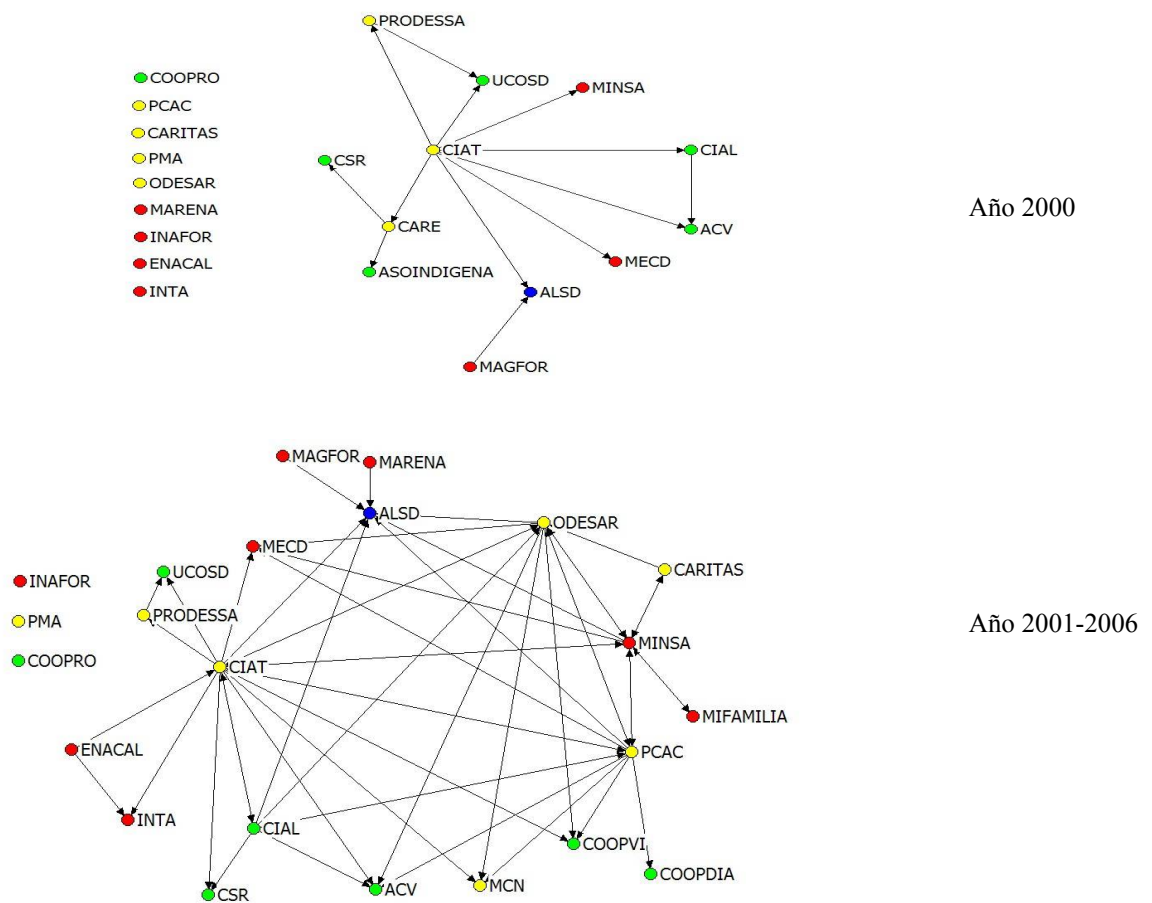 PRODESSA
COOPRO
UCOSD
MINSA
PCAC
CARITAS
CIAT
CIAL
PMA
CSR
ODESAR
MARENA
Año 2000
CARE
ACV
INAFOR
MECD
ENACAL
ASOINDIGENA
INTA
ALSD
MAGFOR
MAGFOR
MARENA
ALSD
ODESAR
MECD
UCOSD
CARITAS
INAFOR
PRODESSA
PMA
Año 2001-2006
MINSA
COOPRO
CIAT
MIFAMILIA
ENACAL
PCAC
INTA
CIAL
COOPVI
COOPDIA
CSR
ACV
MCN